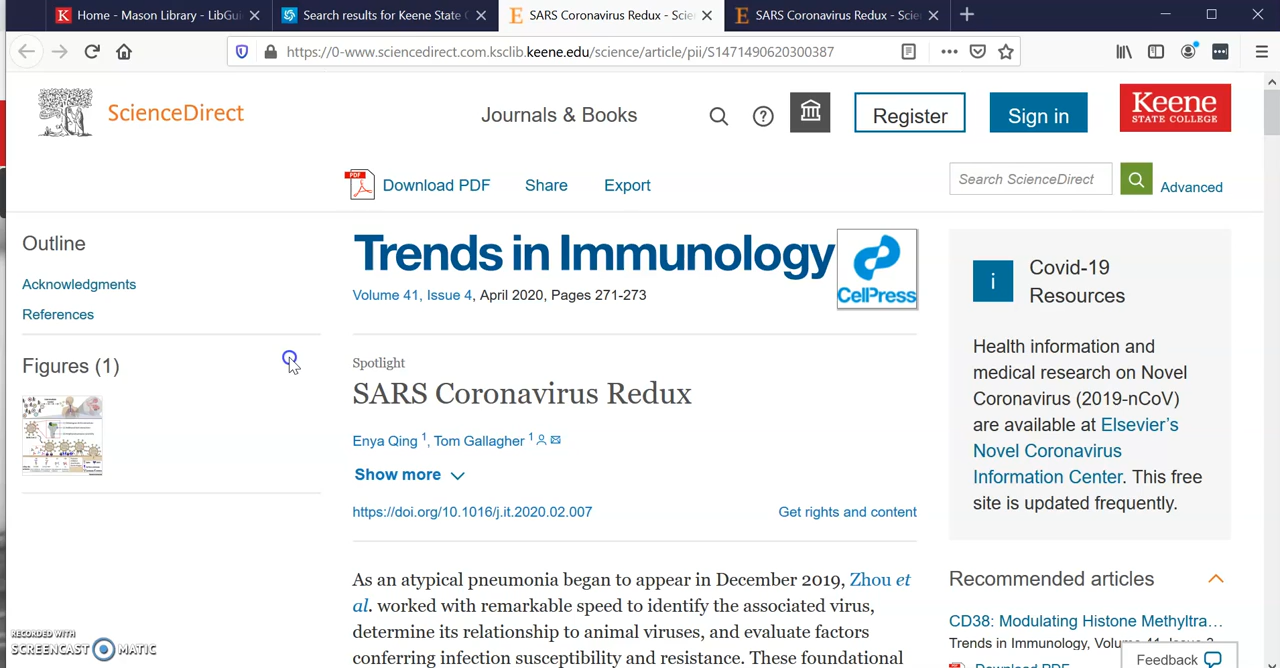 Home - Mason Library - LibGui
Search results for Keene State C
SARS Coronavirus Redux - Scie
SARS Coronavirus Redux - Scie
https://0-www.sciencedirect.com.ksclib.keene.edu/science/article/pii/S1471490620300387
ScienceDirect
Journals & Books
Register
Sign in
Keene
STATE COLLEGE
PDF
Download PDF
Share
Export
Search ScienceDirect
Advanced
Outline
Acknowledgments
References
Figures (1)
Trends in Immunology
CellPress
Volume 41, Issue 4, April 2020, Pages 271-273
Spotlight
SARS Coronavirus Redux
Enya Qing 1, Tom Gallagher 1
Show more
https://doi.org/10.1016/j.it.2020.02.007
Get rights and content
As an atypical pneumonia began to appear in December 2019, Zhou et
al. worked with remarkable speed to identify the associated virus,
determine its relationship to animal viruses, and evaluate factors
conferring infection susceptibility and resistance. These foundational
Covid-19
Resources
Health information and
medical research on Novel
Coronavirus (2019-nCoV)
are available at Elsevier's
Novel Coronavirus
Information Center. This free
site is updated frequently.
Recommended articles
CD38: Modulating Histone Methyltra...
Trends in Immunology, Volume 41, Issue 3
Download PDF
Feedback
RECORDED WITH
SCREENCAST MATIC